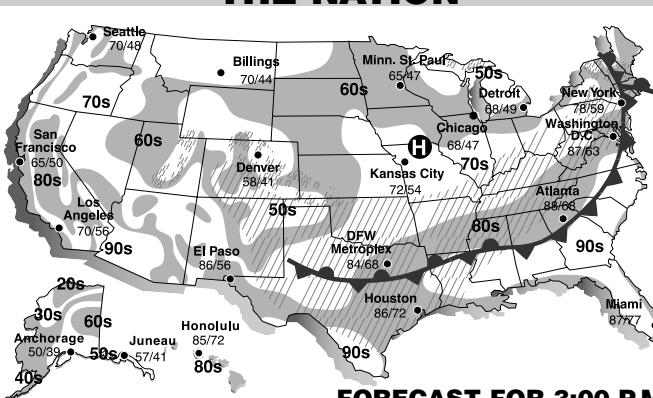 THE NATION
Seattle
70/48
Billings
70/44
Minn. St. Paul
65/47
50s
60s
Detroit
68/49
New York
78/59
70s
Chicago
68/47
Washington,
D.C.
87/63
60s
San
Francisco
65/50
H
Denver
58/41
Kansas City
72/54
70s
80s
Atlanta
88/68
Los
Angeles
70/56
50s
80s
DFW
Metroplex
84/68
90s
El Paso
86/56
90s
20s
Houston
86/72
Miami
87/77
30s
60s
Anchorage
50/39
50s
Juneau
57/41
Honolulu
85/72
80s
90s
40s
FORECAST FOR 2:00 P.M